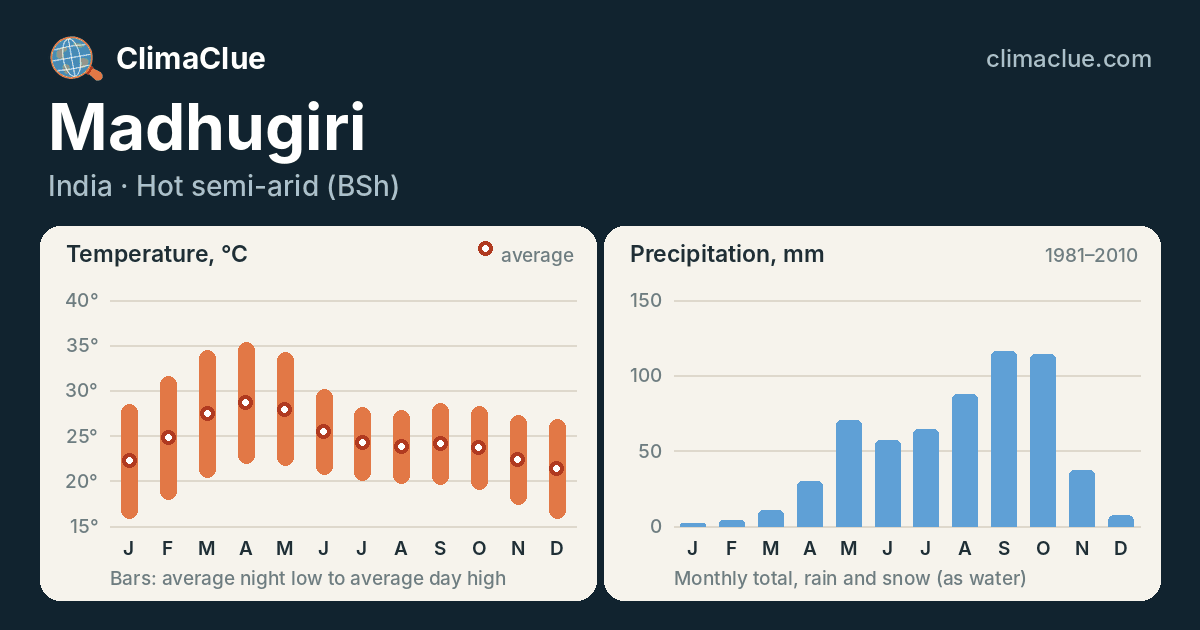 ClimaClue
climaclue.com
Madhugiri
India · Hot semi-arid (BSh)
Temperature, °C
average
40°
35°
30°
25°
20°
15°
J F M A M J J A S O N D
Bars: average night low to average day high
Precipitation, mm
1981–2010
150
100
50
0
J F M A M J J A S O N D
Monthly total, rain and snow (as water)